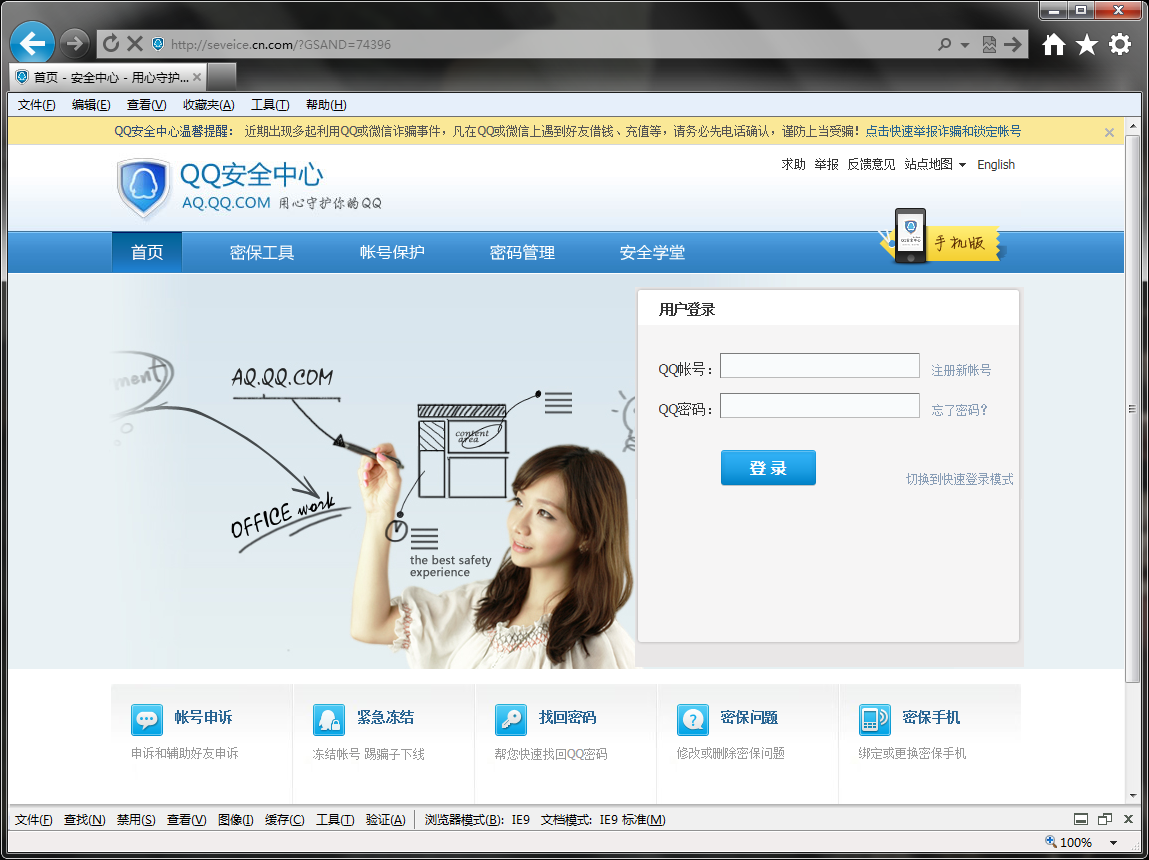 http://seveice.cn.com/?GSAND=74396
首页 - 安全中心 - 用心守护...
文件(F) 编辑(E) 查看(V) 收藏夹(A) 工具(T) 帮助(H)
QQ安全中心温馨提醒： 近期出现多起利用QQ或微信诈骗事件，凡在QQ或微信上遇到好友借钱、充值等，请务必先电话确认，谨防上当受骗！点击快速举报诈骗和锁定帐号
求助 举报 反馈意见 站点地图 English
QQ安全中心
AQ.QQ.COM 用心守护你的QQ
首页 密保工具 帐号保护 密码管理 安全学堂
手机版
用户登录
QQ帐号： 注册新帐号
QQ密码： 忘了密码？
登 录
切换到快速登录模式
ment
AQ.QQ.COM
content
area
OFFICE work
the best safety
experience
帐号申诉 紧急冻结 找回密码 密保问题 密保手机
申诉和辅助好友申诉 冻结帐号 踢骗子下线 帮您快速找回QQ密码 修改或删除密保问题 绑定或更换密保手机
文件(F) 查找(N) 禁用(S) 查看(V) 图像(I) 缓存(C) 工具(T) 验证(A) 浏览器模式(B): IE9 文档模式: IE9 标准(M)
100%